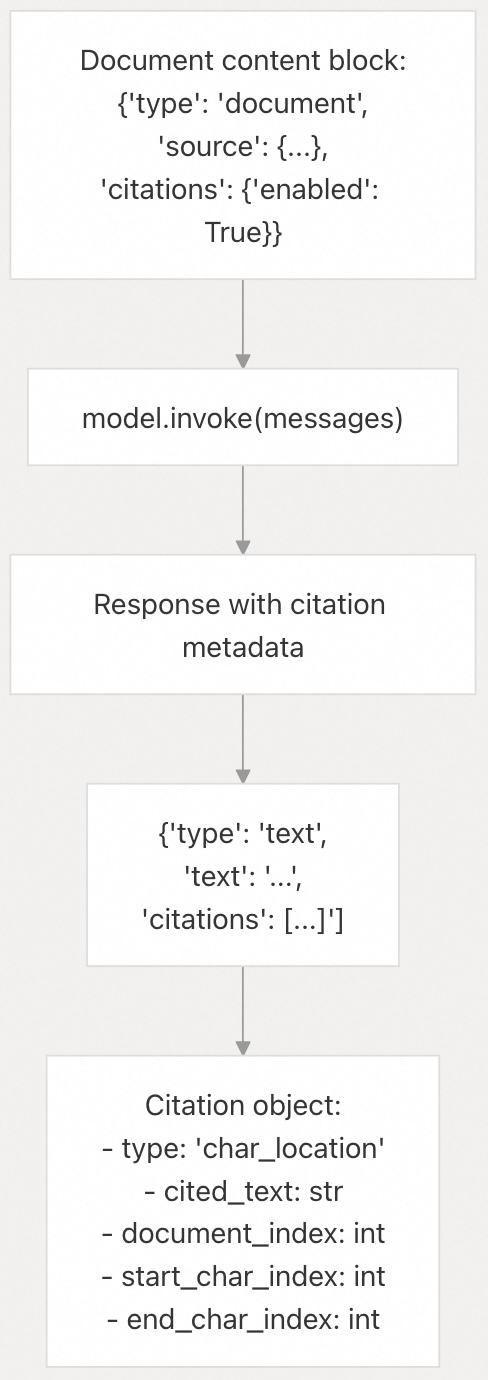 Document content block:
{'type': 'document',
'source': {...},
'citations': {'enabled':
True}}
model.invoke(messages)
Response with citation
metadata
{'type': 'text',
'text': '...',
'citations': [...]']
Citation object:
- type: 'char_location'
- cited_text: str
- document_index: int
- start_char_index: int
- end_char_index: int